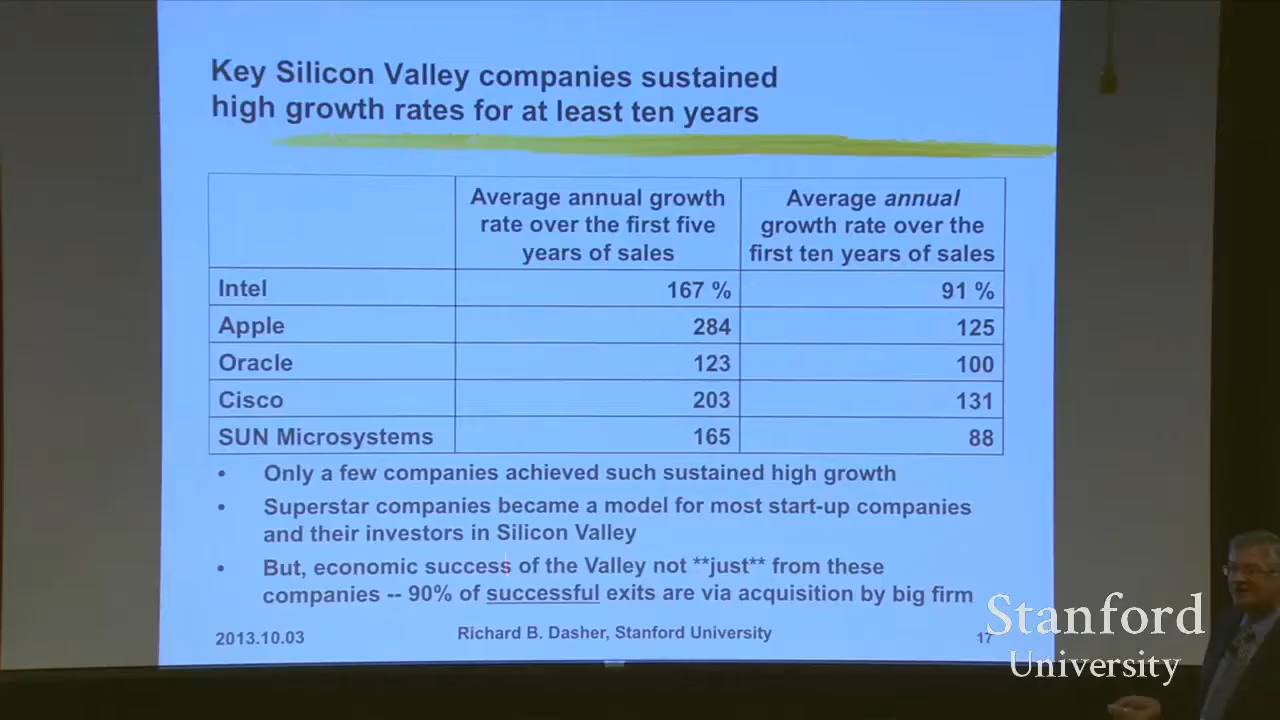 Key Silicon Valley companies sustained
high growth rates for at least ten years
Average annual growth rate over the first five years of sales
Average annual growth rate over the first ten years of sales
Intel 167 % 91 %
Apple 284 125
Oracle 123 100
Cisco 203 131
SUN Microsystems 165 88
• Only a few companies achieved such sustained high growth
• Superstar companies became a model for most start-up companies
and their investors in Silicon Valley
• But, economic success of the Valley not **just** from these
companies -- 90% of successful exits are via acquisition by big firm
2013.10.03 Richard B. Dasher, Stanford University 17
Stanford
University